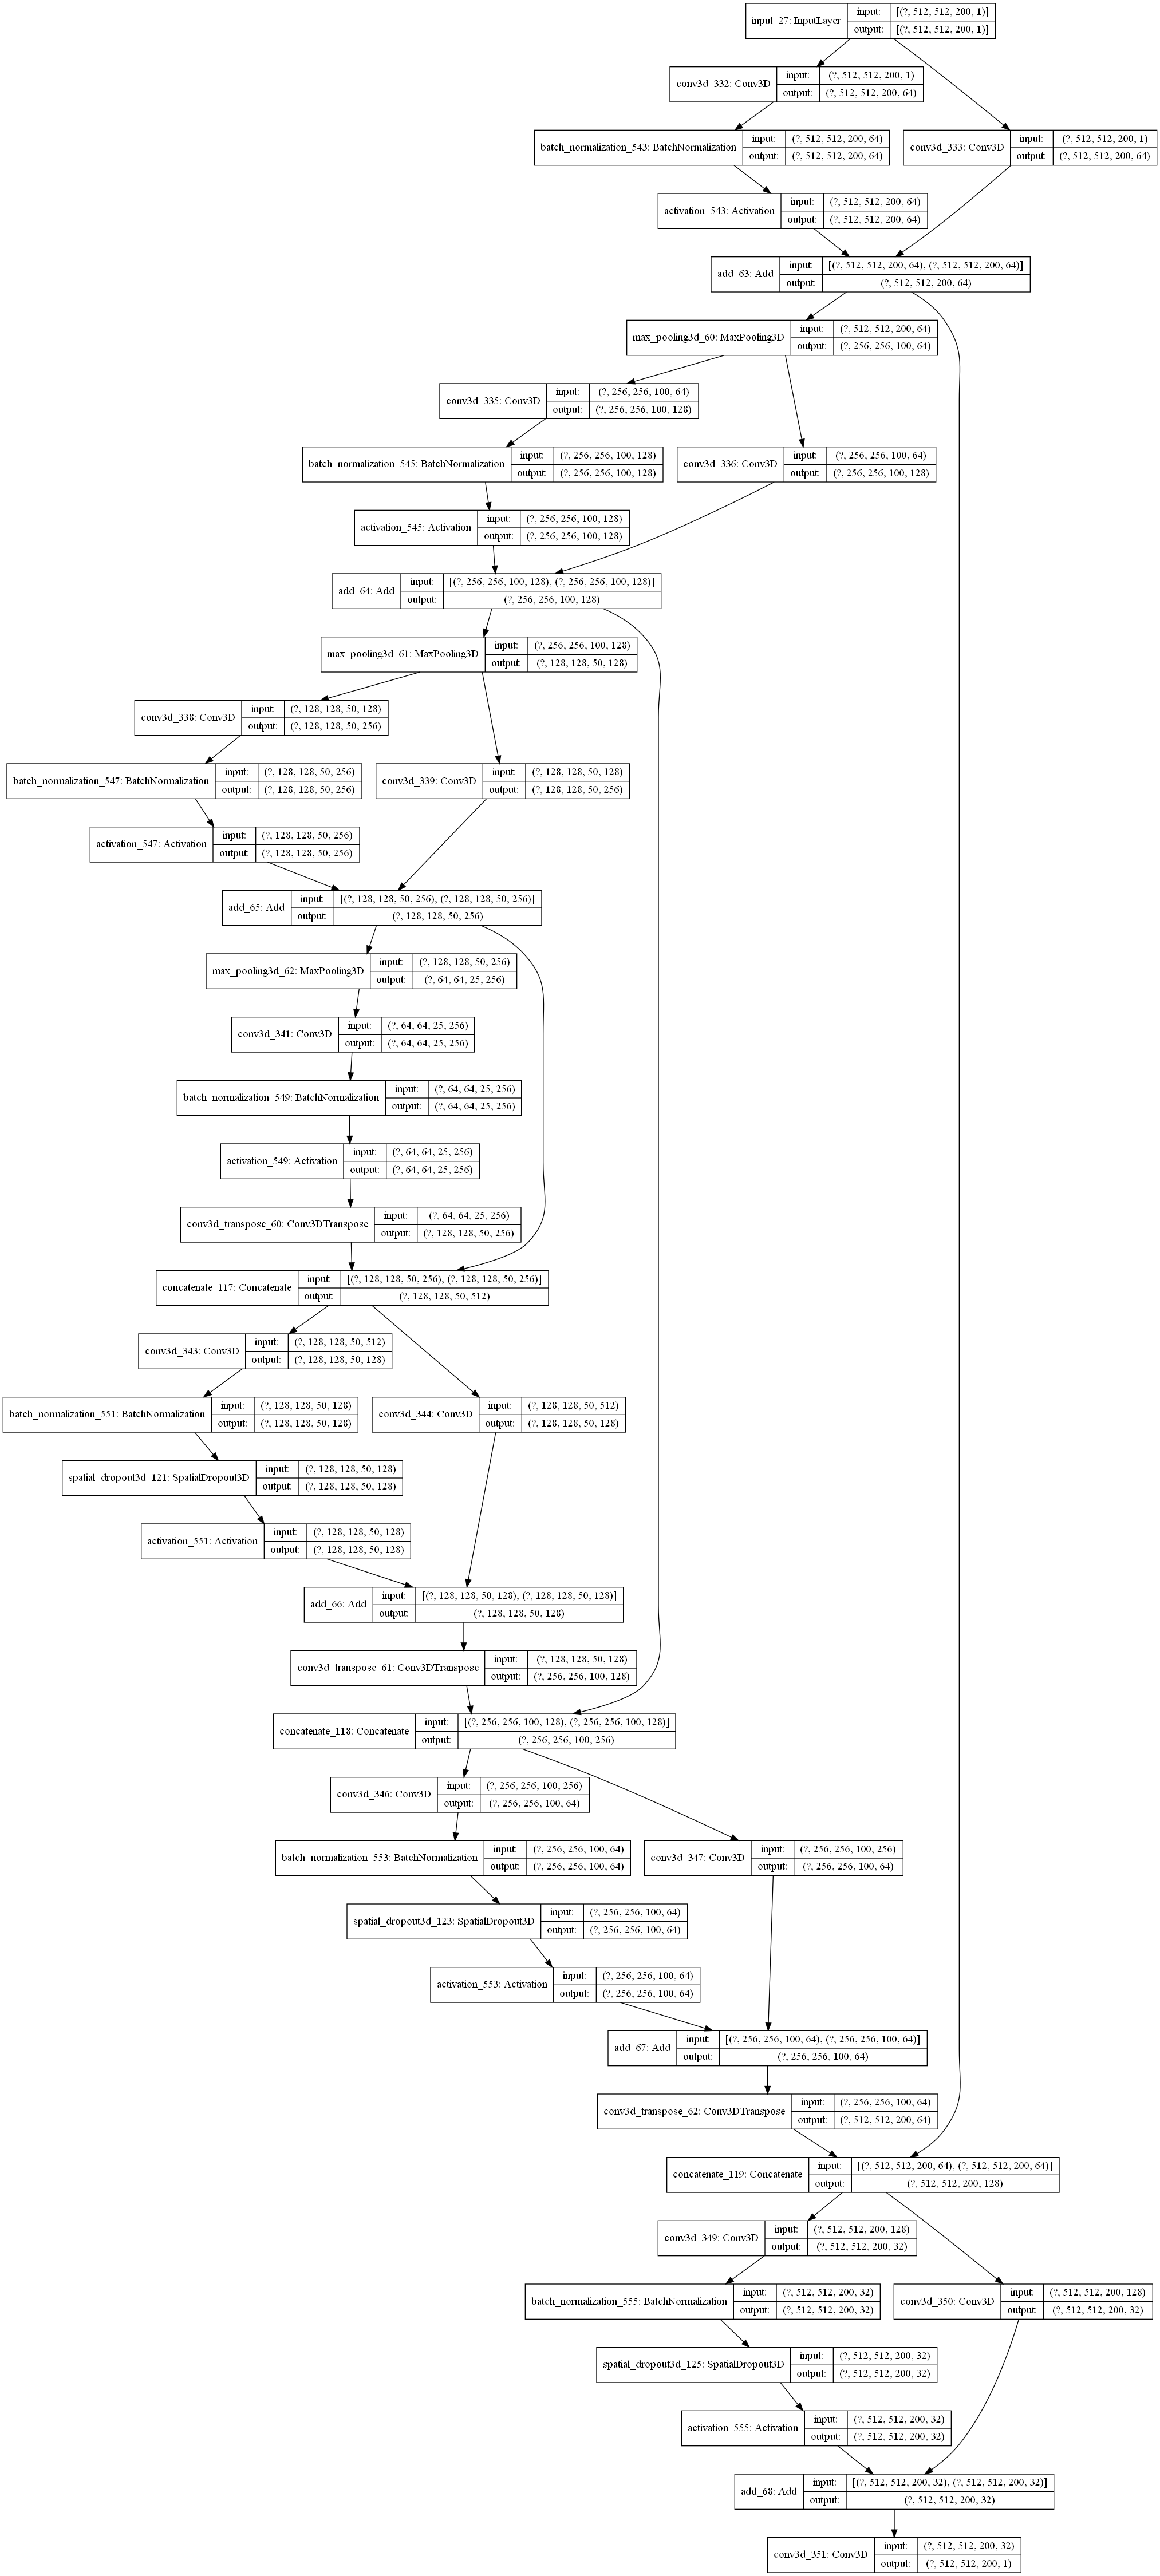 input_27: InputLayer
input: [(?, 512, 512, 200, 1)]
output: [(?, 512, 512, 200, 1)]
conv3d_332: Conv3D
input: (?, 512, 512, 200, 1)
output: (?, 512, 512, 200, 64)
batch_normalization_543: BatchNormalization
input: (?, 512, 512, 200, 64)
output: (?, 512, 512, 200, 64)
conv3d_333: Conv3D
input: (?, 512, 512, 200, 1)
output: (?, 512, 512, 200, 64)
activation_543: Activation
input: (?, 512, 512, 200, 64)
output: (?, 512, 512, 200, 64)
add_63: Add
input: [(?, 512, 512, 200, 64), (?, 512, 512, 200, 64)]
output: (?, 512, 512, 200, 64)
max_pooling3d_60: MaxPooling3D
input: (?, 512, 512, 200, 64)
output: (?, 256, 256, 100, 64)
conv3d_335: Conv3D
input: (?, 256, 256, 100, 64)
output: (?, 256, 256, 100, 128)
batch_normalization_545: BatchNormalization
input: (?, 256, 256, 100, 128)
output: (?, 256, 256, 100, 128)
conv3d_336: Conv3D
input: (?, 256, 256, 100, 64)
output: (?, 256, 256, 100, 128)
activation_545: Activation
input: (?, 256, 256, 100, 128)
output: (?, 256, 256, 100, 128)
add_64: Add
input: [(?, 256, 256, 100, 128), (?, 256, 256, 100, 128)]
output: (?, 256, 256, 100, 128)
max_pooling3d_61: MaxPooling3D
input: (?, 256, 256, 100, 128)
output: (?, 128, 128, 50, 128)
conv3d_338: Conv3D
input: (?, 128, 128, 50, 128)
output: (?, 128, 128, 50, 256)
batch_normalization_547: BatchNormalization
input: (?, 128, 128, 50, 256)
output: (?, 128, 128, 50, 256)
conv3d_339: Conv3D
input: (?, 128, 128, 50, 128)
output: (?, 128, 128, 50, 256)
activation_547: Activation
input: (?, 128, 128, 50, 256)
output: (?, 128, 128, 50, 256)
add_65: Add
input: [(?, 128, 128, 50, 256), (?, 128, 128, 50, 256)]
output: (?, 128, 128, 50, 256)
max_pooling3d_62: MaxPooling3D
input: (?, 128, 128, 50, 256)
output: (?, 64, 64, 25, 256)
conv3d_341: Conv3D
input: (?, 64, 64, 25, 256)
output: (?, 64, 64, 25, 256)
batch_normalization_549: BatchNormalization
input: (?, 64, 64, 25, 256)
output: (?, 64, 64, 25, 256)
activation_549: Activation
input: (?, 64, 64, 25, 256)
output: (?, 64, 64, 25, 256)
conv3d_transpose_60: Conv3DTranspose
input: (?, 64, 64, 25, 256)
output: (?, 128, 128, 50, 256)
concatenate_117: Concatenate
input: [(?, 128, 128, 50, 256), (?, 128, 128, 50, 256)]
output: (?, 128, 128, 50, 512)
conv3d_343: Conv3D
input: (?, 128, 128, 50, 512)
output: (?, 128, 128, 50, 128)
batch_normalization_551: BatchNormalization
input: (?, 128, 128, 50, 128)
output: (?, 128, 128, 50, 128)
conv3d_344: Conv3D
input: (?, 128, 128, 50, 512)
output: (?, 128, 128, 50, 128)
spatial_dropout3d_121: SpatialDropout3D
input: (?, 128, 128, 50, 128)
output: (?, 128, 128, 50, 128)
activation_551: Activation
input: (?, 128, 128, 50, 128)
output: (?, 128, 128, 50, 128)
add_66: Add
input: [(?, 128, 128, 50, 128), (?, 128, 128, 50, 128)]
output: (?, 128, 128, 50, 128)
conv3d_transpose_61: Conv3DTranspose
input: (?, 128, 128, 50, 128)
output: (?, 256, 256, 100, 128)
concatenate_118: Concatenate
input: [(?, 256, 256, 100, 128), (?, 256, 256, 100, 128)]
output: (?, 256, 256, 100, 256)
conv3d_346: Conv3D
input: (?, 256, 256, 100, 256)
output: (?, 256, 256, 100, 64)
batch_normalization_553: BatchNormalization
input: (?, 256, 256, 100, 64)
output: (?, 256, 256, 100, 64)
conv3d_347: Conv3D
input: (?, 256, 256, 100, 256)
output: (?, 256, 256, 100, 64)
spatial_dropout3d_123: SpatialDropout3D
input: (?, 256, 256, 100, 64)
output: (?, 256, 256, 100, 64)
activation_553: Activation
input: (?, 256, 256, 100, 64)
output: (?, 256, 256, 100, 64)
add_67: Add
input: [(?, 256, 256, 100, 64), (?, 256, 256, 100, 64)]
output: (?, 256, 256, 100, 64)
conv3d_transpose_62: Conv3DTranspose
input: (?, 256, 256, 100, 64)
output: (?, 512, 512, 200, 64)
concatenate_119: Concatenate
input: [(?, 512, 512, 200, 64), (?, 512, 512, 200, 64)]
output: (?, 512, 512, 200, 128)
conv3d_349: Conv3D
input: (?, 512, 512, 200, 128)
output: (?, 512, 512, 200, 32)
batch_normalization_555: BatchNormalization
input: (?, 512, 512, 200, 32)
output: (?, 512, 512, 200, 32)
conv3d_350: Conv3D
input: (?, 512, 512, 200, 128)
output: (?, 512, 512, 200, 32)
spatial_dropout3d_125: SpatialDropout3D
input: (?, 512, 512, 200, 32)
output: (?, 512, 512, 200, 32)
activation_555: Activation
input: (?, 512, 512, 200, 32)
output: (?, 512, 512, 200, 32)
add_68: Add
input: [(?, 512, 512, 200, 32), (?, 512, 512, 200, 32)]
output: (?, 512, 512, 200, 32)
conv3d_351: Conv3D
input: (?, 512, 512, 200, 32)
output: (?, 512, 512, 200, 1)